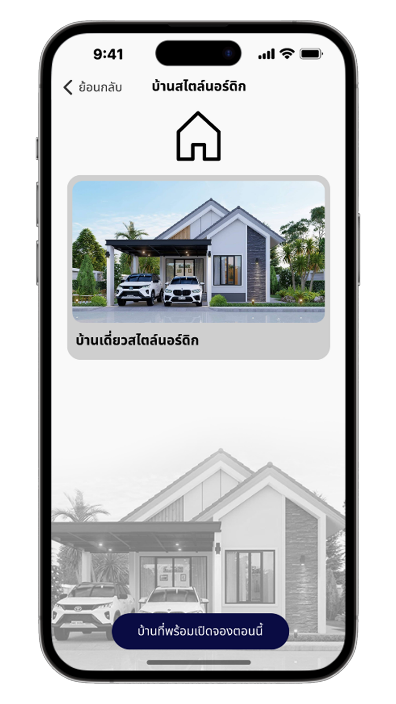 9:41
ย้อนกลับ บ้านสไตล์นอร์ดิก
บ้านเดี่ยวสไตล์นอร์ดิก
บ้านที่พร้อมเปิดจองตอนนี้